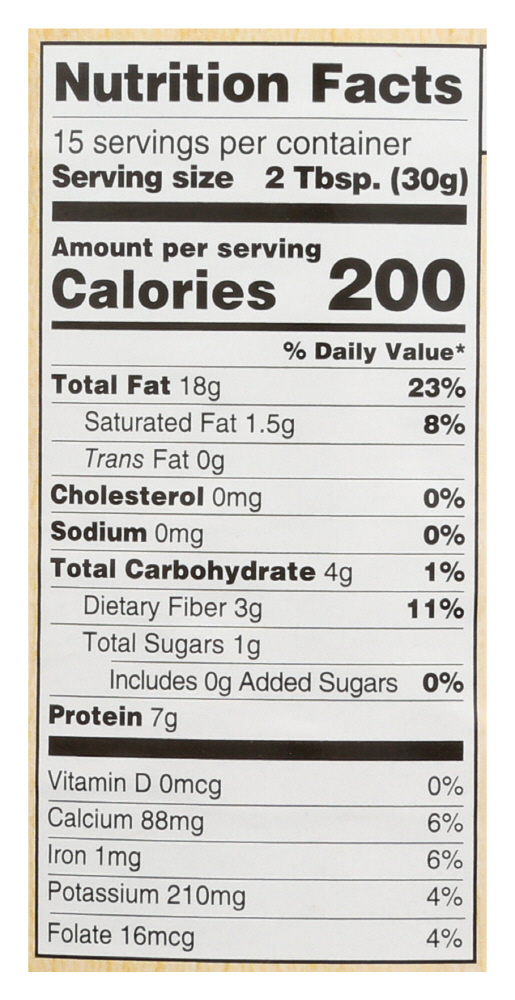 Nutrition Facts
15 servings per container
Serving size 2 Tbsp. (30g)
Amount per serving
Calories 200
% Daily Value*
Total Fat 18g 23%
Saturated Fat 1.5g 8%
Trans Fat 0g
Cholesterol 0mg 0%
Sodium 0mg 0%
Total Carbohydrate 4g 1%
Dietary Fiber 3g 11%
Total Sugars 1g
Includes 0g Added Sugars 0%
Protein 7g
Vitamin D 0mcg 0%
Calcium 88mg 6%
Iron 1mg 6%
Potassium 210mg 4%
Folate 16mcg 4%